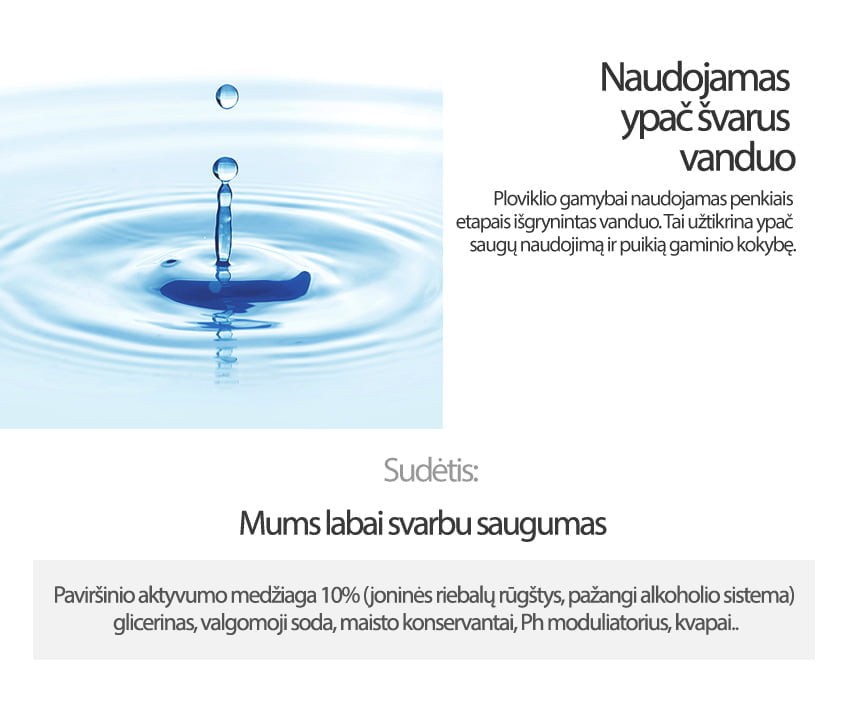 Naudojamas
ypač švarus
vanduo
Ploviklio gamybai naudojamas penkiais
etapais išgrynintas vanduo. Tai užtikrina ypač
saugų naudojimą ir puikią gaminio kokybę.
Sudėtis:
Mums labai svarbu saugumas
Paviršinio aktyvumo medžiaga 10% (joninės riebalų rūgštys, pažangi alkoholio sistema)
glicerinas, valgomoji soda, maisto konservantai, Ph moduliatorius, kvapai..